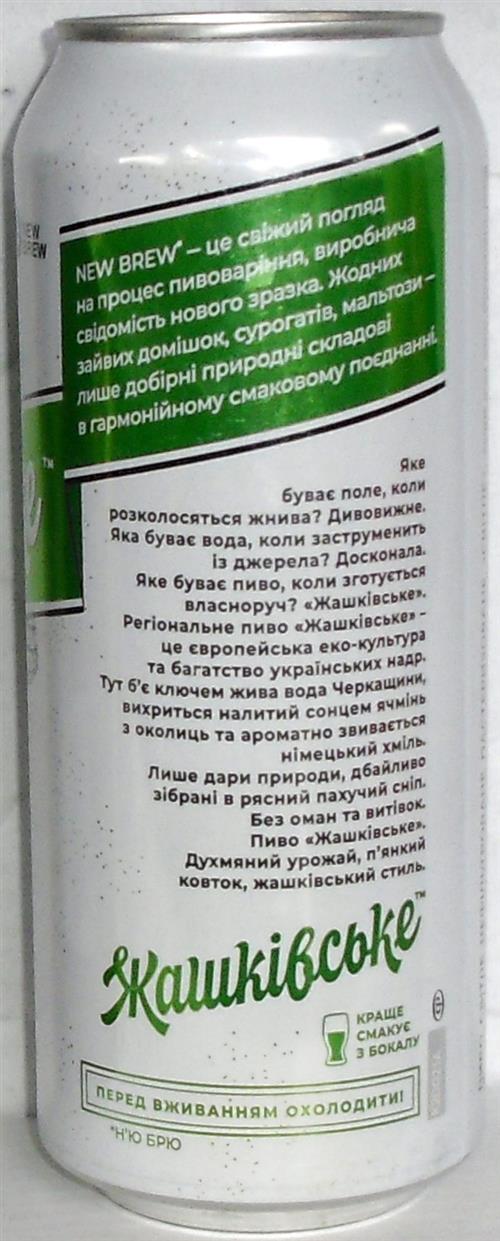 NEW BREW* – це свіжий погляд
на процес пивоваріння, виробнича
свідомість нового зразка. Жодних
зайвих домішок, сурогатів, мальтози –
лише добірні природні складові
в гармонійному смаковому поєднанні.
Яке
буває поле, коли
розколосяться жнива? Дивовижне.
Яка буває вода, коли заструменить
із джерела? Досконала.
Яке буває пиво, коли зготується
власноруч? «Жашківське».
Регіональне пиво «Жашківське» –
це європейська еко-культура
та багатство українських надр.
Тут б’є ключем жива вода Черкащини,
вихриться налитий сонцем ячмінь
з околиць та ароматно звивається
німецький хміль.
Лише дари природи, дбайливо
зібрані в рясний пахучий сніп.
Без оман та витівок.
Пиво «Жашківське».
Духмяний урожай, п’янкий
ковток, жашківський стиль.
Жашківське™
КРАЩЕ
СМАКУЄ
З БОКАЛУ
ПЕРЕД ВЖИВАННЯМ ОХОЛОДИТИ!
*Н'Ю БРЮ